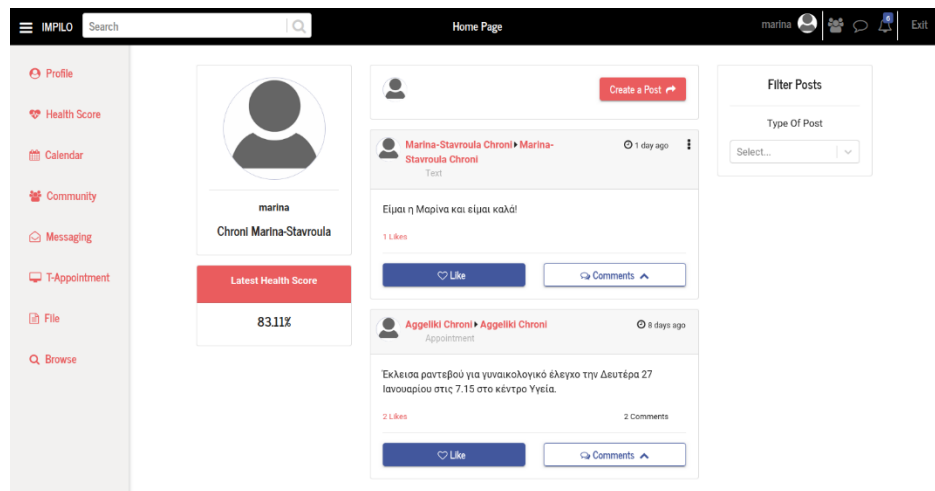 IMPILO Search Home Page marina 6 Exit
Profile
Health Score
Calendar
Community
Messaging
T-Appointment
File
Browse
marina
Chroni Marina-Stavroula
Latest Health Score
83.11%
Create a Post
Marina-Stavroula Chroni Marina-
Stavroula Chroni
1 day ago
Text
Είμαι η Μαρίνα και είμαι καλά!
1 Likes
Like Comments
Aggeliki Chroni Aggeliki Chroni
8 days ago
Appointment
Έκλεισα ραντεβού για γυναικολογικό έλεγχο την Δευτέρα 27
Ιανουαρίου στις 7.15 στο κέντρο Υγεία.
2 Likes 2 Comments
Like Comments
Filter Posts
Type Of Post
Select...